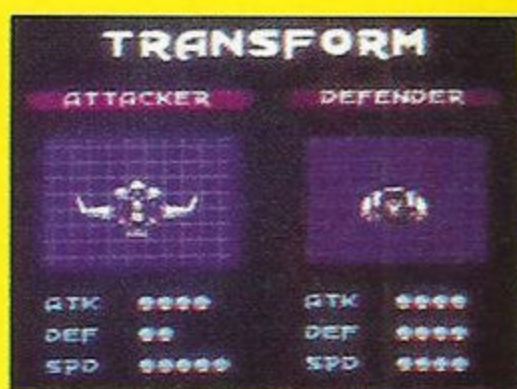 TRANSFORM
ATTACKER DEFENDER
ATK ATK
DEF DEF
SPD SPD